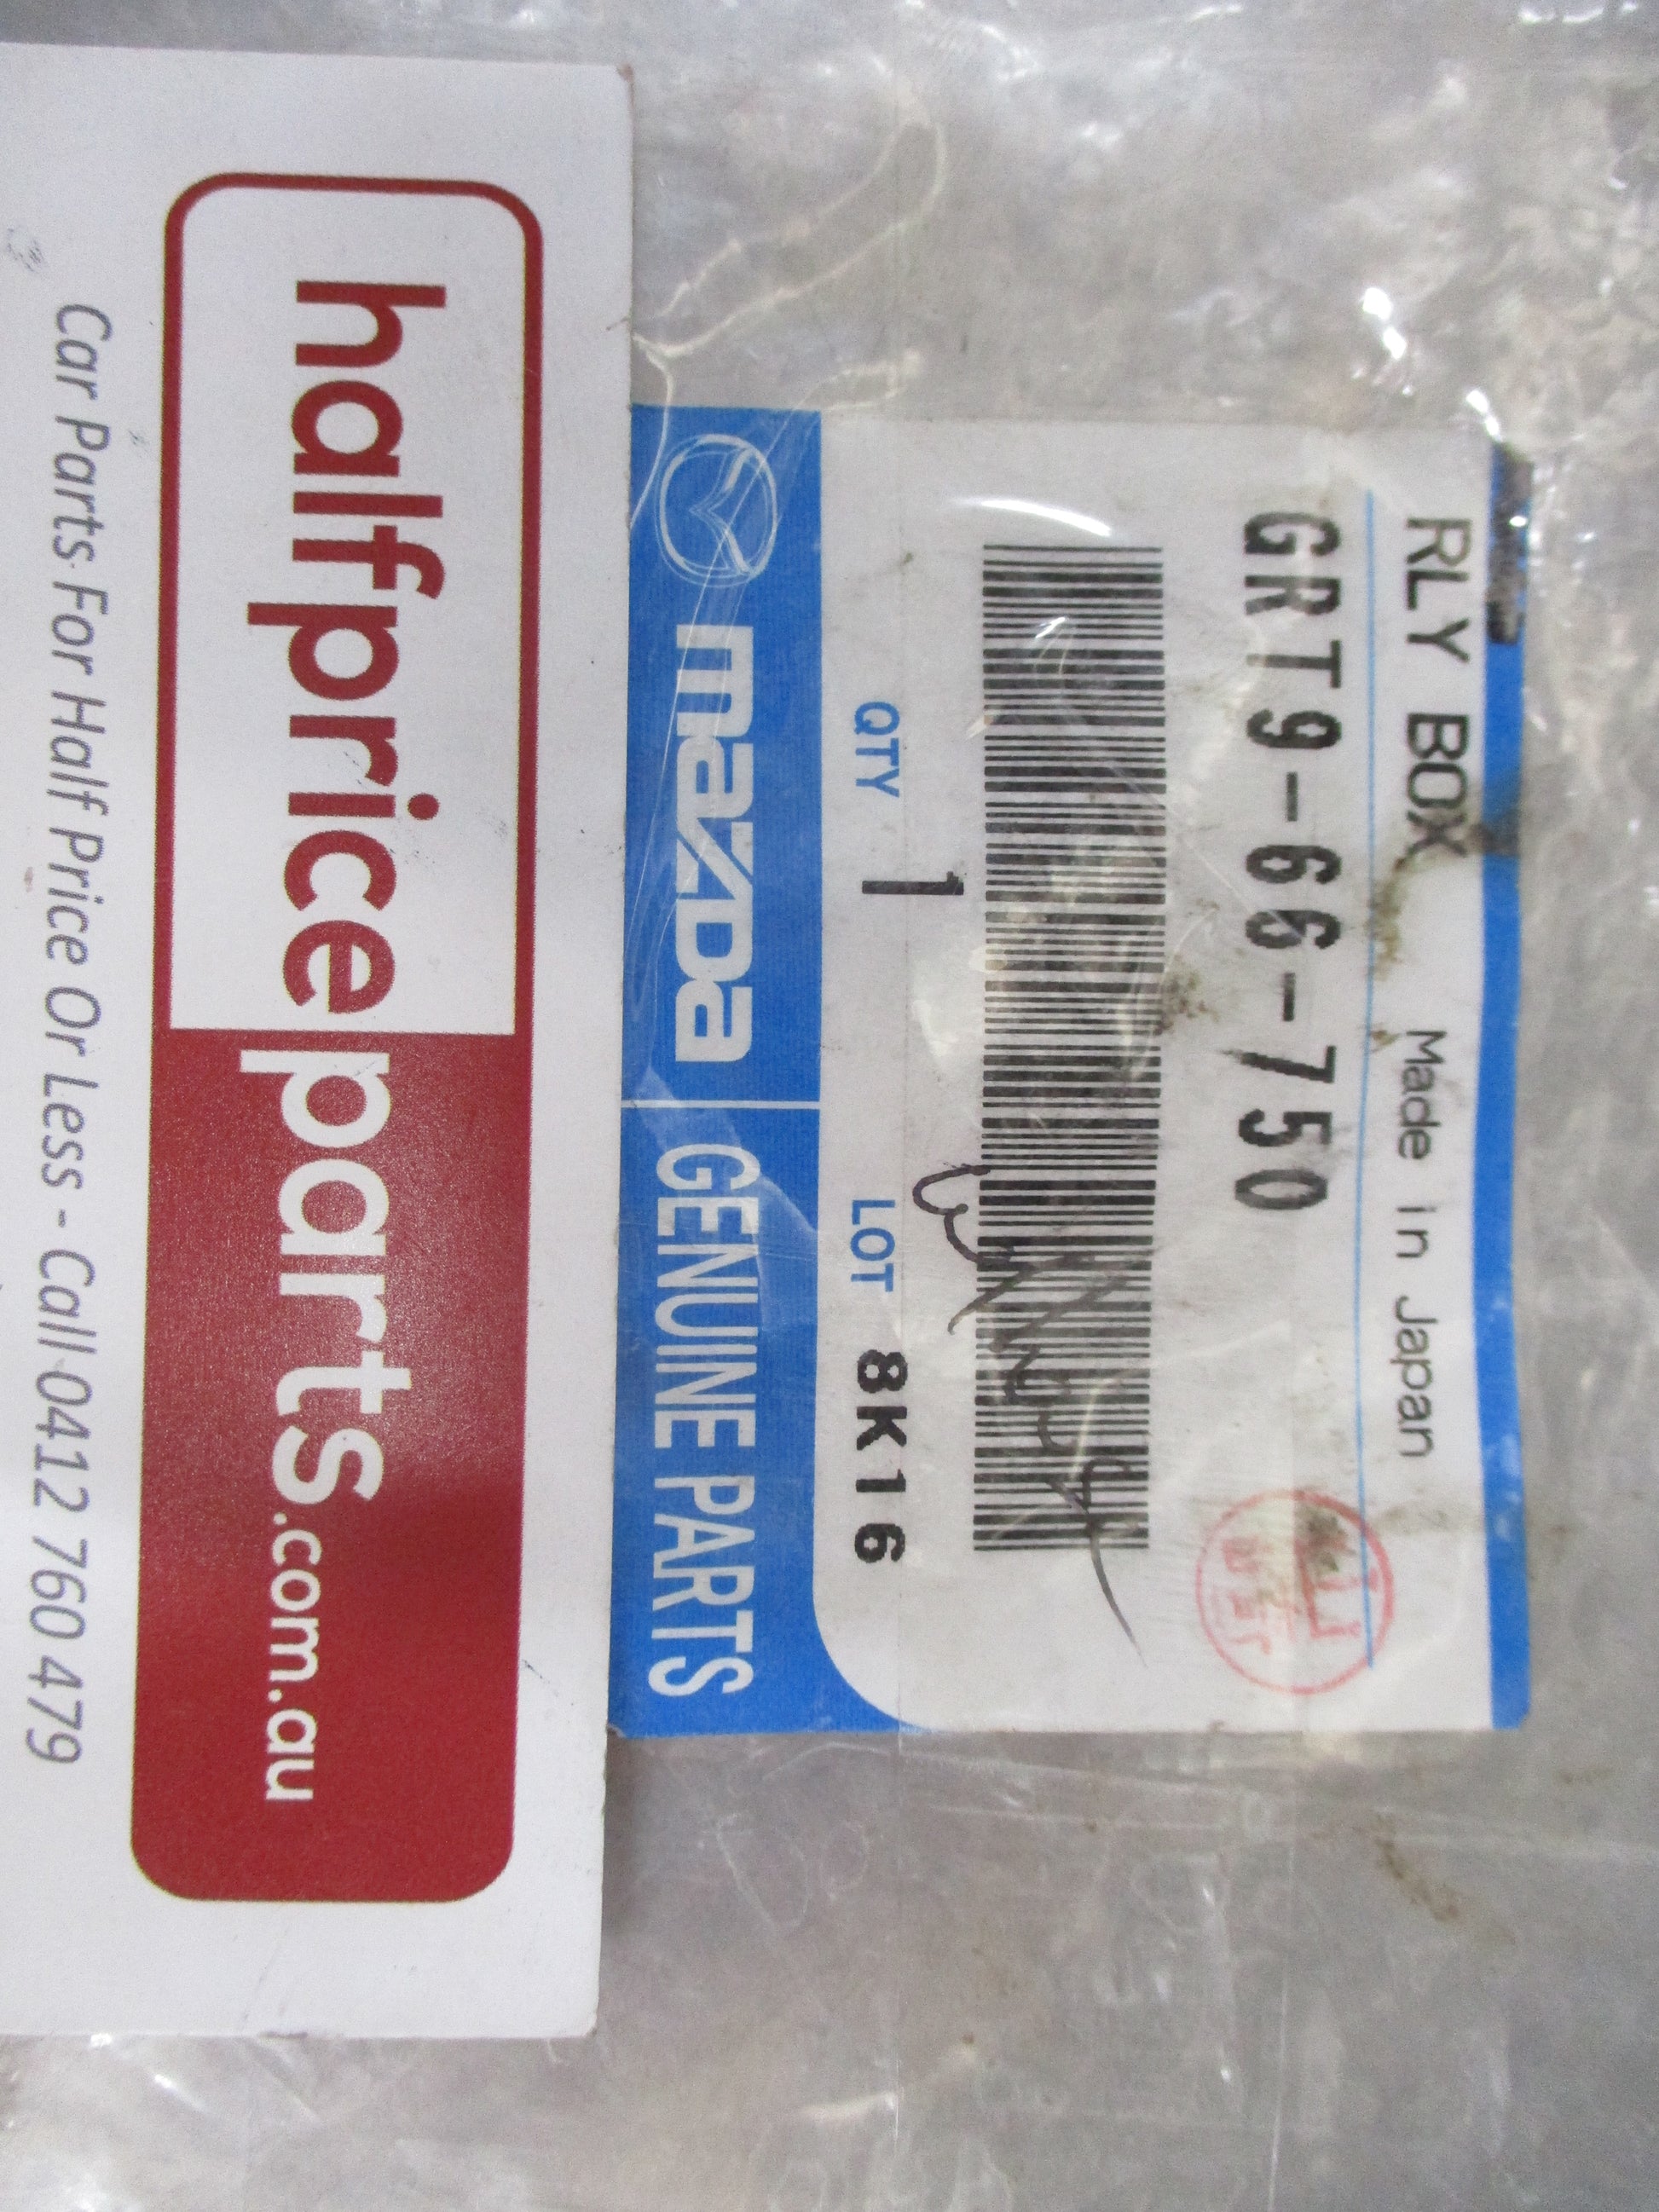 RLY BOX Made in Japan
GRT9-66-750
QTY 1 LOT 8K16
mazda GENUINE PARTS
halfpriceparts.com.au
Car Parts For Half Price Or Less - Call 0412 760 479